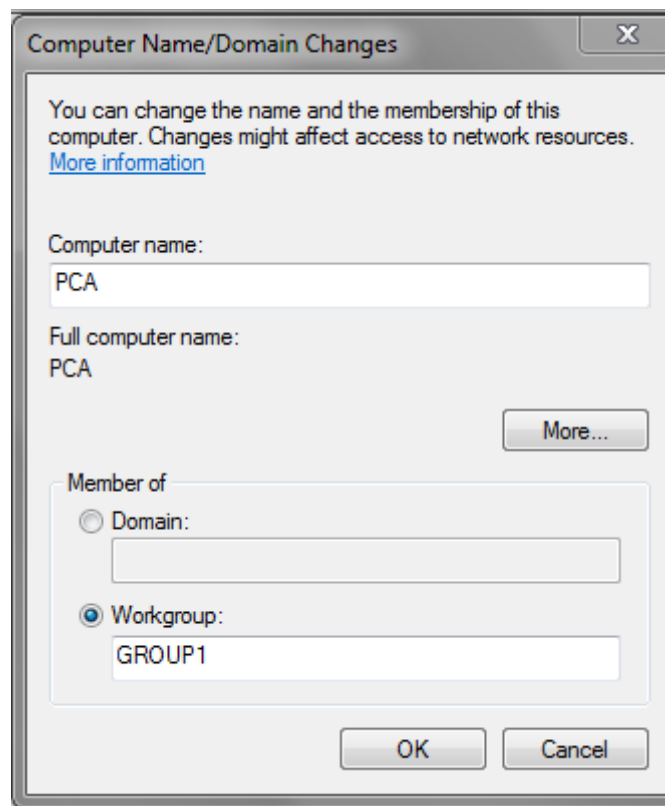 Computer Name/Domain Changes
You can change the name and the membership of this
computer. Changes might affect access to network resources.
More information
Computer name:
PCA
Full computer name:
PCA
More...
Member of
Domain:
Workgroup:
GROUP1
OK
Cancel